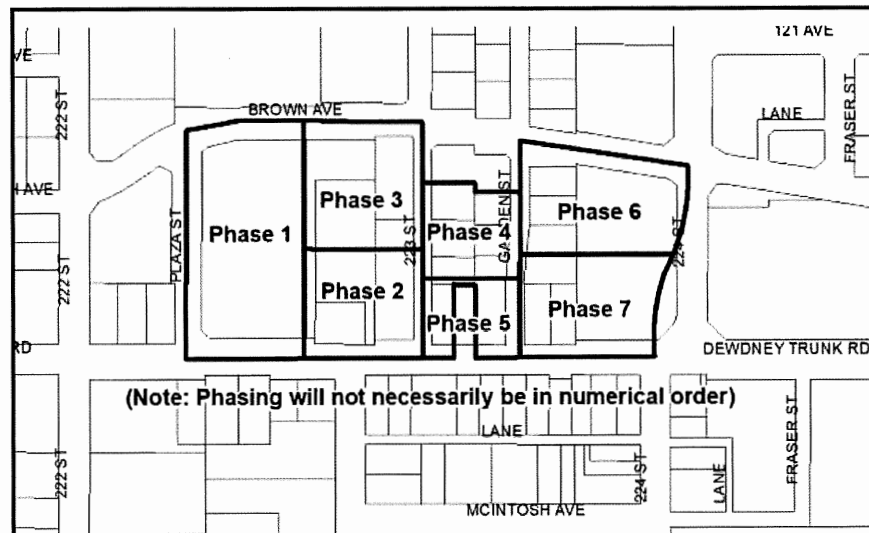 121 AVE
VE
222 ST
BROWN AVE
LANE
FRASER ST
H AVE
PLAZA ST
Phase 1
Phase 3
223 ST
Phase 4
GARDEN ST
Phase 6
224
222 ST
Phase 2
Phase 5
Phase 7
RD
DEWDNEY TRUNK RD
(Note: Phasing will not necessarily be in numerical order)
LANE
222 ST
224 ST
LANE
FRASER ST
MCINTOSH AVE